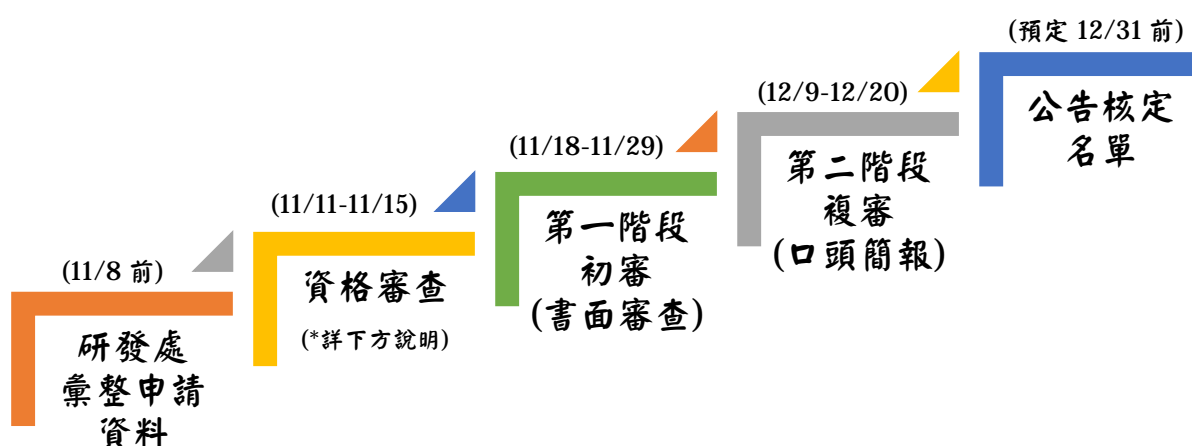 (11/8 前)
研發處
彙整申請
資料
(11/11-11/15)
資格審查
(*詳下方說明)
(11/18-11/29)
第一階段
初審
(書面審查)
(12/9-12/20)
第二階段
複審
(口頭簡報)
(預定 12/31 前)
公告核定
名單